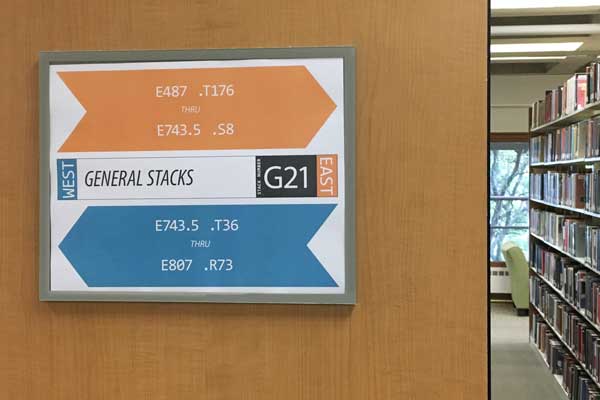 E487 .T176
THRU
E743.5 .S8
WEST
GENERAL STACKS
STACK NUMBER
G21
EAST
E743.5 .T36
THRU
E807 .R73